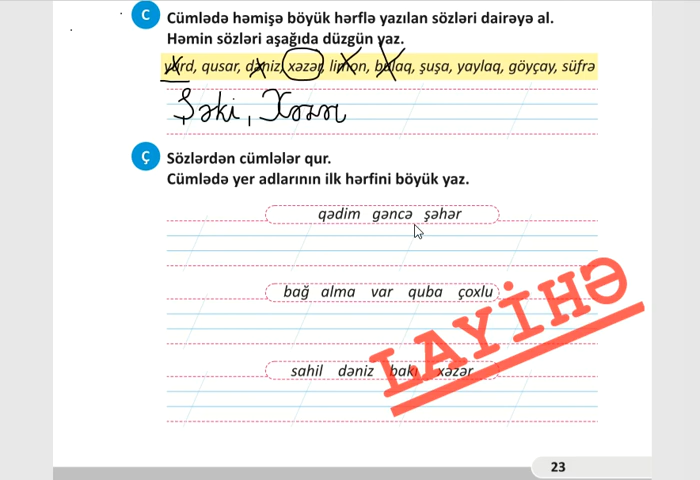 C Cümlədə həmişə böyük hərflə yazılan sözləri dairəyə al.
Həmin sözləri aşağıda düzgün yaz.
yurd, qusar, dəniz, xəzər, limon, bulaq, şuşa, yaylaq, göyçay, süfrə
Şəki, Xəzər
Ç Sözlərdən cümlələr qur.
Cümlədə yer adlarının ilk hərfini böyük yaz.
qədim gəncə şəhər
bağ alma var quba çoxlu
LAYİHƏ
sahil dəniz bakı xəzər
23